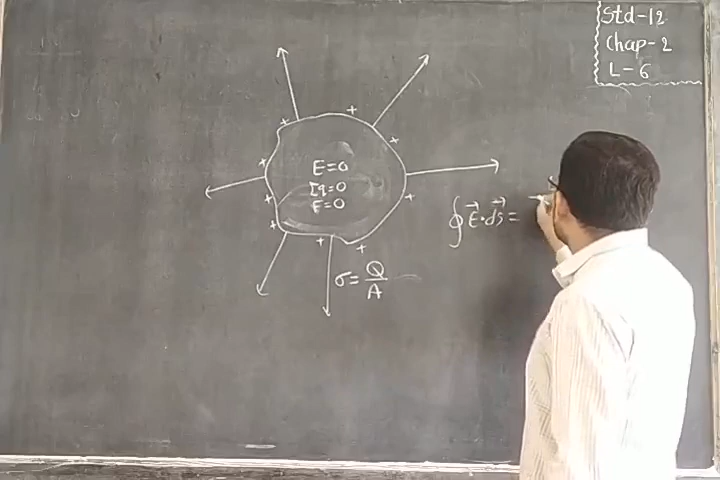 Std-12
Chap-2
L-6
+ +
+
+
+
+
+
+
+
E=0
Σq=0
F=0
σ= Q/A
∮E⃗·ds⃗ =